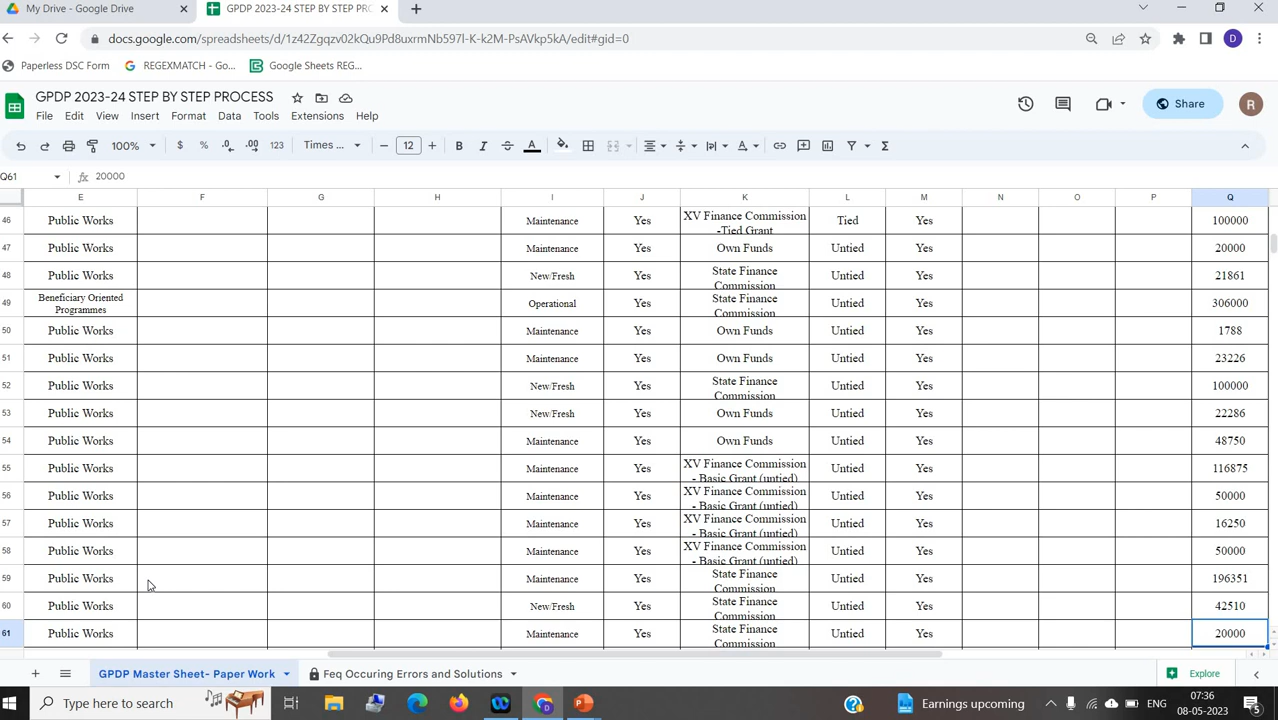 My Drive - Google Drive
GPDP 2023-24 STEP BY STEP PROC
docs.google.com/spreadsheets/d/1z42Zgqzv02kQu9Pd8uxrmNb597I-K-k2M-PsAVkp5kA/edit#gid=0
D
Paperless DSC Form
REGEXMATCH - Go...
Google Sheets REG...
GPDP 2023-24 STEP BY STEP PROCESS
File Edit View Insert Format Data Tools Extensions Help
Share
R
100% $ % .0 .00 123 Times ... 12 B I A
Q61 fx 20000
E F G H I J K L M N O P Q
46 Public Works Maintenance Yes XV Finance Commission -Tied Grant Tied Yes 100000
47 Public Works Maintenance Yes Own Funds Untied Yes 20000
48 Public Works New/Fresh Yes State Finance Commission Untied Yes 21861
49 Beneficiary Oriented Programmes Operational Yes State Finance Commission Untied Yes 306000
50 Public Works Maintenance Yes Own Funds Untied Yes 1788
51 Public Works Maintenance Yes Own Funds Untied Yes 23226
52 Public Works New/Fresh Yes State Finance Commission Untied Yes 100000
53 Public Works New/Fresh Yes Own Funds Untied Yes 22286
54 Public Works Maintenance Yes Own Funds Untied Yes 48750
55 Public Works Maintenance Yes XV Finance Commission - Basic Grant (untied) Untied Yes 116875
56 Public Works Maintenance Yes XV Finance Commission - Basic Grant (untied) Untied Yes 50000
57 Public Works Maintenance Yes XV Finance Commission - Basic Grant (untied) Untied Yes 16250
58 Public Works Maintenance Yes XV Finance Commission - Basic Grant (untied) Untied Yes 50000
59 Public Works Maintenance Yes State Finance Commission Untied Yes 196351
60 Public Works New/Fresh Yes State Finance Commission Untied Yes 42510
61 Public Works Maintenance Yes State Finance Commission Untied Yes 20000
GPDP Master Sheet- Paper Work
Feq Occuring Errors and Solutions
Explore
Type here to search
Earnings upcoming
ENG
07:36
08-05-2023
5